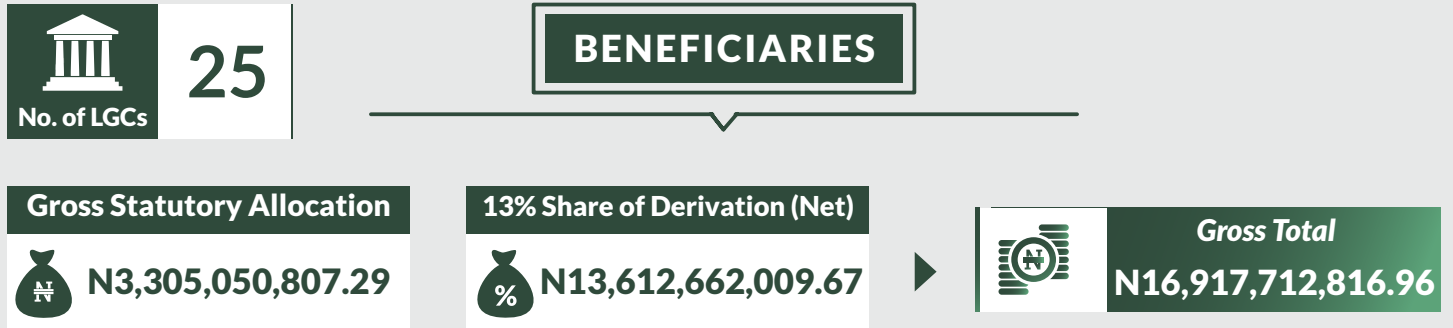 25
No. of LGCs
BENEFICIARIES
Gross Statutory Allocation
N3,305,050,807.29
13% Share of Derivation (Net)
%
N13,612,662,009.67
Gross Total
N16,917,712,816.96